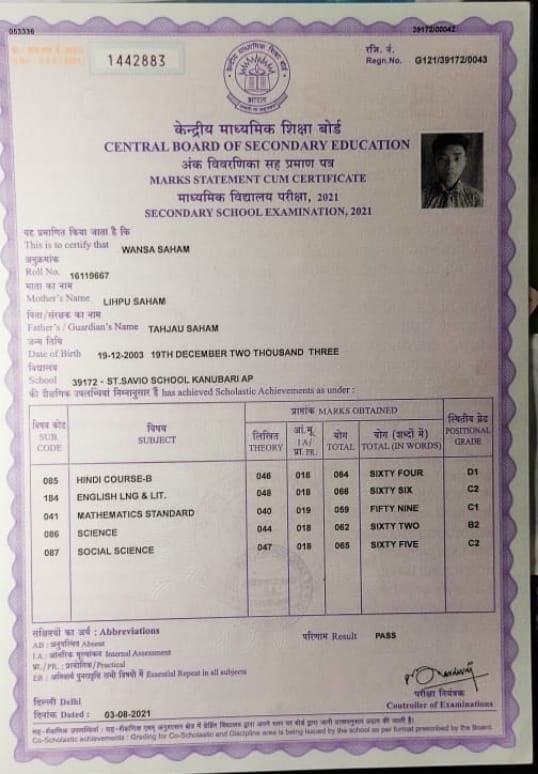 053336
39172/00042
1442883
रजि. नं.
Regn.No. G121/39172/0043
भारत
केन्द्रीय माध्यमिक शिक्षा बोर्ड
CENTRAL BOARD OF SECONDARY EDUCATION
अंक विवरणिका सह प्रमाण पत्र
MARKS STATEMENT CUM CERTIFICATE
माध्यमिक विद्यालय परीक्षा, 2021
SECONDARY SCHOOL EXAMINATION, 2021
यह प्रमाणित किया जाता है कि
This is to certify that WANSA SAHAM
अनुक्रमांक
Roll No. 16119667
माता का नाम
Mother's Name LIHPU SAHAM
पिता/संरक्षक का नाम
Father's / Guardian's Name TAHJAU SAHAM
जन्म तिथि
Date of Birth 19-12-2003 19TH DECEMBER TWO THOUSAND THREE
विद्यालय
School 39172 - ST.SAVIO SCHOOL KANUBARI AP
की शैक्षणिक उपलब्धियां निम्नानुसार हैं has achieved Scholastic Achievements as under :
विषय कोड SUB. CODE विषय SUBJECT प्राप्तांक MARKS OBTAINED स्थितीय ग्रेड POSITIONAL GRADE
लिखित THEORY आं.मू. I A/ प्रा. PR. योग TOTAL योग (शब्दों में) TOTAL (IN WORDS)
085 HINDI COURSE-B 046 018 064 SIXTY FOUR D1
184 ENGLISH LNG & LIT. 048 018 066 SIXTY SIX C2
041 MATHEMATICS STANDARD 040 019 059 FIFTY NINE C1
086 SCIENCE 044 018 062 SIXTY TWO B2
087 SOCIAL SCIENCE 047 018 065 SIXTY FIVE C2
संक्षिप्तियों का अर्थ : Abbreviations
परिणाम Result PASS
AB : अनुपस्थित Absent
I A : आंतरिक मूल्यांकन Internal Assessment
प्रा./PR. : प्रायोगिक/Practical
ER : अनिवार्य पुनरावृत्ति सभी विषयों में Essential Repeat in all subjects
दिल्ली Delhi
दिनांक Dated : 03-08-2021
परीक्षा नियंत्रक
Controller of Examinations
Co-Scholastic achievements : Grading for Co-Scholastic and Discipline area is being issued by the school as per format prescribed by the Board.